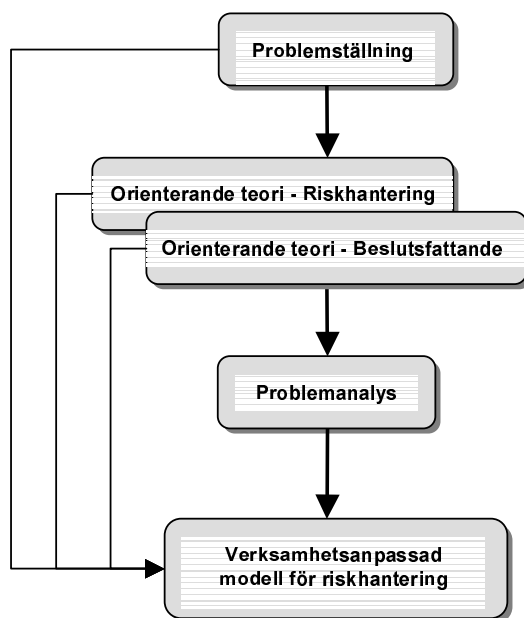 Problemställning
Orienterande teori - Riskhantering
Orienterande teori - Beslutsfattande
Problemanalys
Verksamhetsanpassad
modell för riskhantering